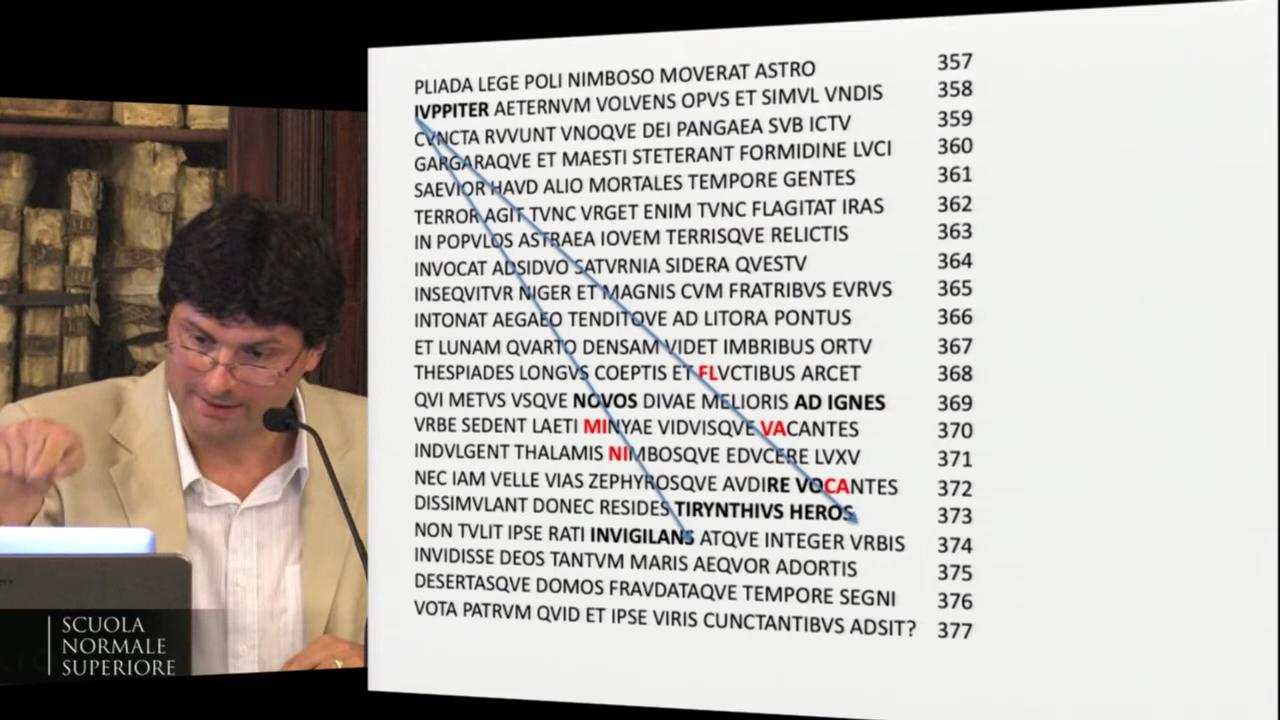 PLIADA LEGE POLI NIMBOSO MOVERAT ASTRO 357
IVPPITER AETERNVM VOLVENS OPVS ET SIMVL VNDIS 358
CVNCTA RVVUNT VNOQVE DEI PANGAEA SVB ICTV 359
GARGARAQVE ET MAESTI STETERANT FORMIDINE LVCI 360
SAEVIOR HAVD ALIO MORTALES TEMPORE GENTES 361
TERROR AGIT TVNC VRGET ENIM TVNC FLAGITAT IRAS 362
IN POPVLOS ASTRAEA IOVEM TERRISQVE RELICTIS 363
INVOCAT ADSIDVO SATVRNIA SIDERA QVESTV 364
INSEQVITVR NIGER ET MAGNIS CVM FRATRIBVS EVRVS 365
INTONAT AEGAEO TENDITQVE AD LITORA PONTUS 366
ET LUNAM QVARTO DENSAM VIDET IMBRIBUS ORTV 367
THESPIADES LONGVS COEPTIS ET FLVCTIBUS ARCET 368
QVI METVS VSQVE NOVOS DIVAE MELIORIS AD IGNES 369
VRBE SEDENT LAETI MINYAE VIDVISQVE VACANTES 370
INDVLGENT THALAMIS NIMBOSQVE EDVCERE LVXV 371
NEC IAM VELLE VIAS ZEPHYROSQVE AVDIRE VOCANTES 372
DISSIMVLANT DONEC RESIDES TIRYNTHIVS HEROS 373
NON TVLIT IPSE RATI INVIGILANS ATQVE INTEGER VRBIS 374
INVIDISSE DEOS TANTVM MARIS AEQVOR ADORTIS 375
DESERTASQVE DOMOS FRAVDATAQVE TEMPORE SEGNI 376
VOTA PATRVM QVID ET IPSE VIRIS CUNCTANTIBVS ADSIT? 377
SCUOLA
NORMALE
SUPERIORE